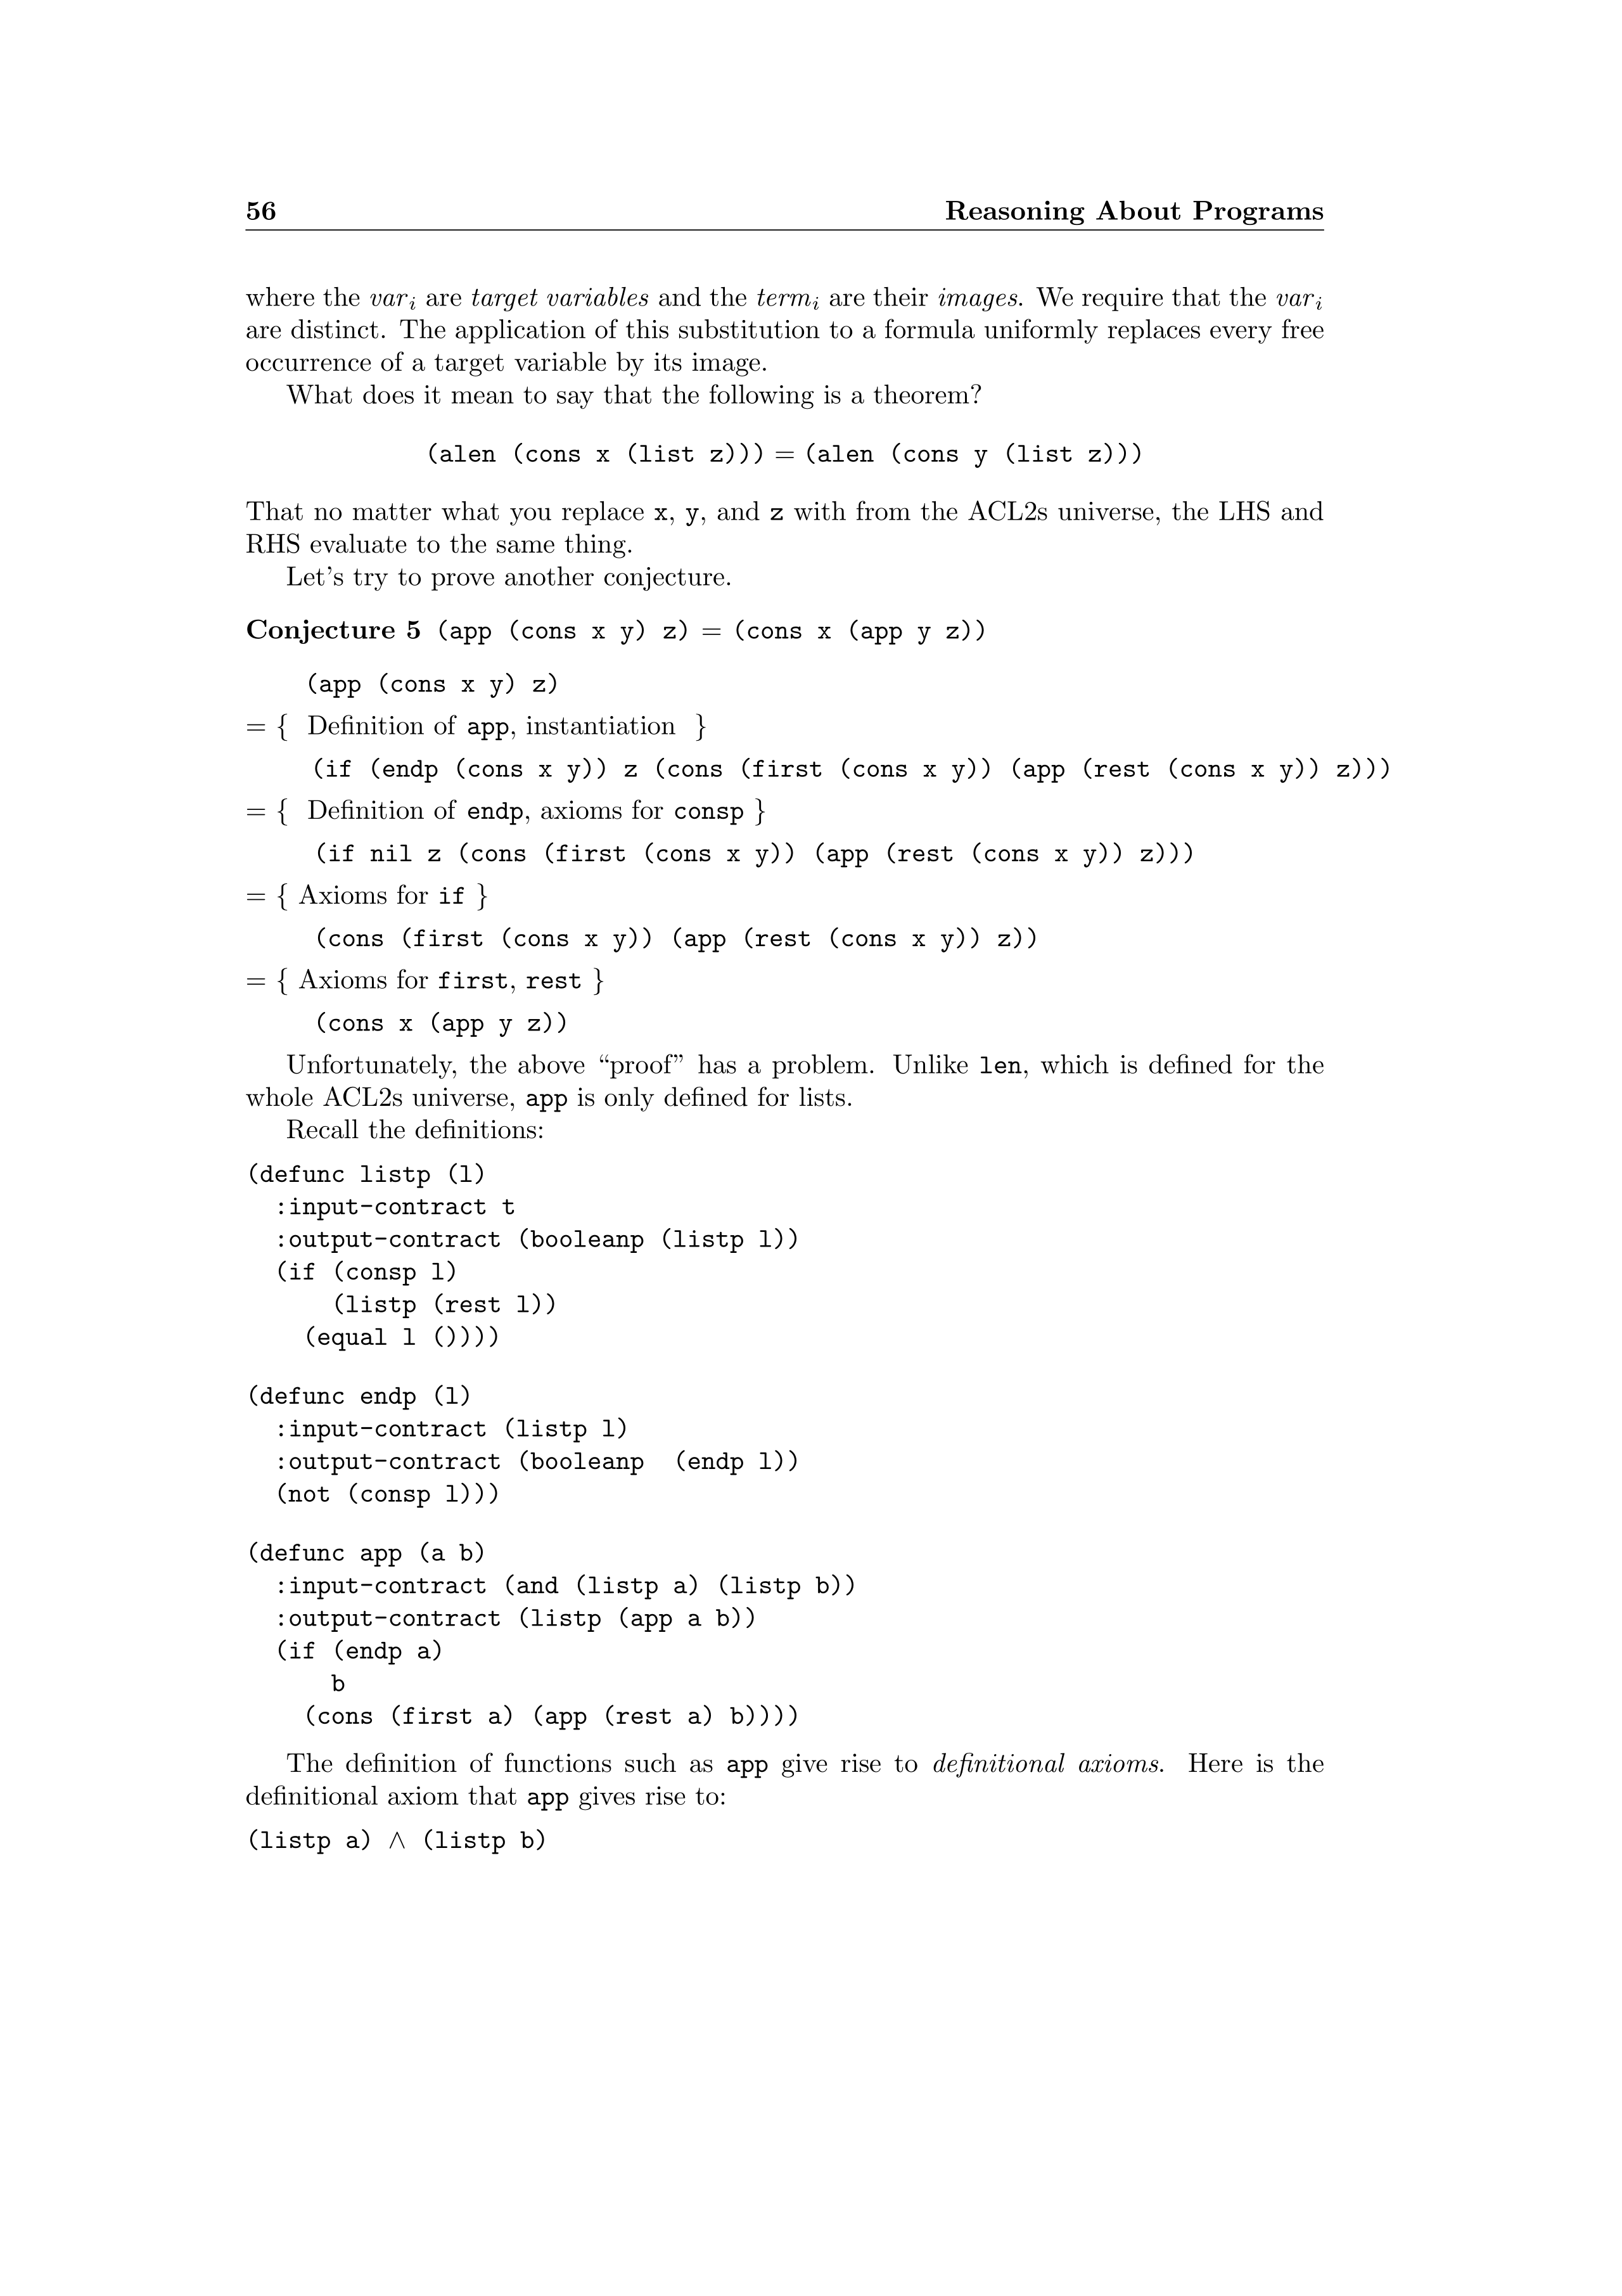 56 Reasoning About Programs
where the var i are target variables and the term i are their images. We require that the var i
are distinct. The application of this substitution to a formula uniformly replaces every free
occurrence of a target variable by its image.
What does it mean to say that the following is a theorem?
(alen (cons x (list z))) = (alen (cons y (list z)))
That no matter what you replace x, y, and z with from the ACL2s universe, the LHS and
RHS evaluate to the same thing.
Let's try to prove another conjecture.
Conjecture 5 (app (cons x y) z) = (cons x (app y z))
(app (cons x y) z)
= { Definition of app, instantiation }
(if (endp (cons x y)) z (cons (first (cons x y)) (app (rest (cons x y)) z)))
= { Definition of endp, axioms for consp }
(if nil z (cons (first (cons x y)) (app (rest (cons x y)) z)))
= { Axioms for if }
(cons (first (cons x y)) (app (rest (cons x y)) z))
= { Axioms for first, rest }
(cons x (app y z))
Unfortunately, the above “proof” has a problem. Unlike len, which is defined for the
whole ACL2s universe, app is only defined for lists.
Recall the definitions:
(defunc listp (l)
:input-contract t
:output-contract (booleanp (listp l))
(if (consp l)
(listp (rest l))
(equal l ())))
(defunc endp (l)
:input-contract (listp l)
:output-contract (booleanp (endp l))
(not (consp l)))
(defunc app (a b)
:input-contract (and (listp a) (listp b))
:output-contract (listp (app a b))
(if (endp a)
b
(cons (first a) (app (rest a) b))))
The definition of functions such as app give rise to definitional axioms. Here is the
definitional axiom that app gives rise to:
(listp a) ∧ (listp b)